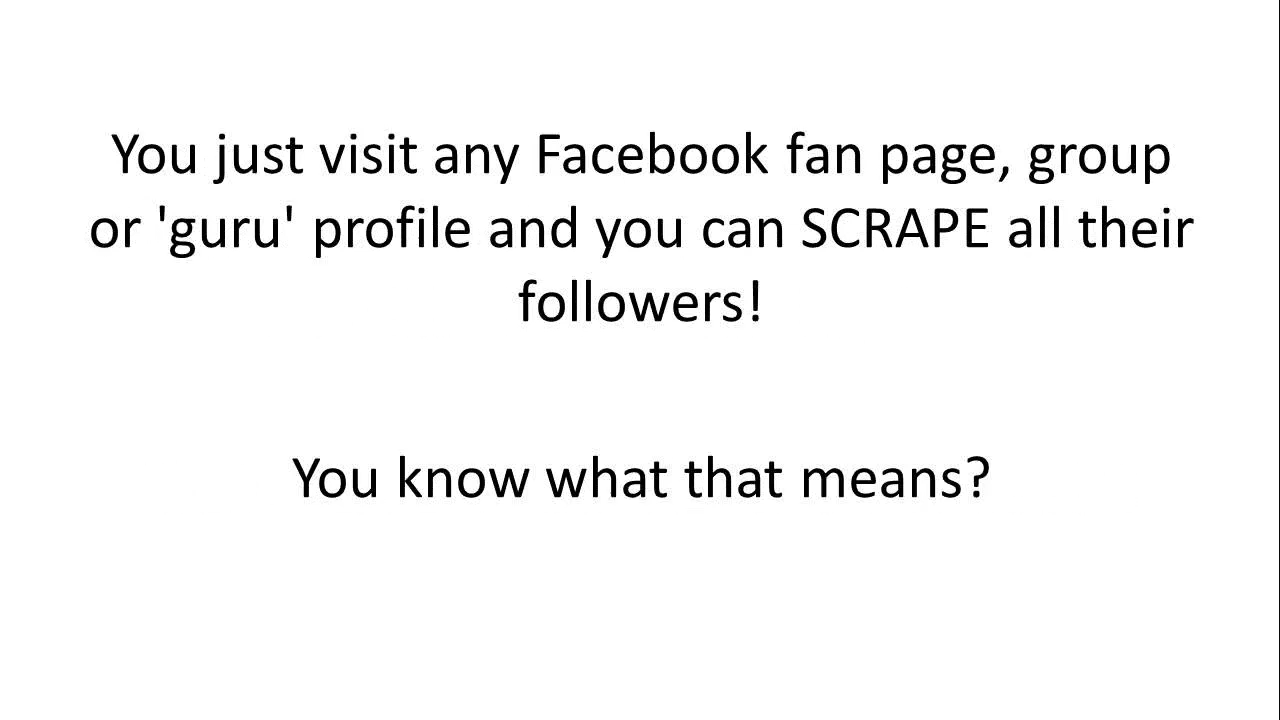 You just visit any Facebook fan page, group
or 'guru' profile and you can SCRAPE all their
followers!
You know what that means?